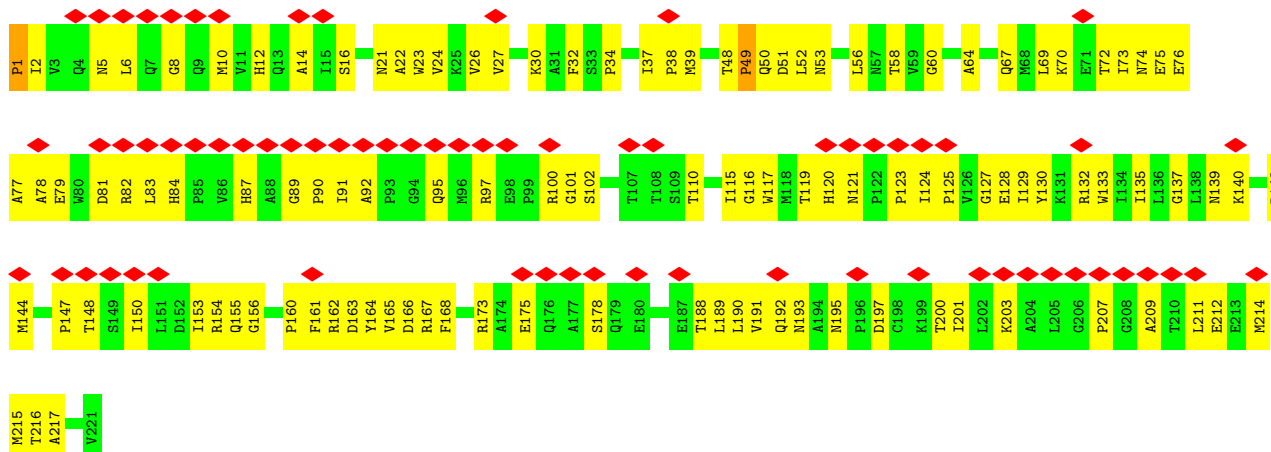 P1 I2 V3 Q4 N5 L6 Q7 G8 Q9 M10 V11 H12 Q13 A14 I15 S16 N21 A22 W23 V24 K25 V26 V27 K30 A31 F32 S33 P34 I37 P38 M39 T48 P49 Q50 D51 L52 N53 L56 N57 T58 V59 G60 A64 Q67 M68 L69 K70 E71 T72 I73 N74 E75 E76
A77 A78 E79 W80 D81 R82 L83 H84 P85 V86 H87 A88 G89 P90 I91 A92 P93 G94 Q95 M96 R97 E98 P99 R100 G101 S102 T107 T108 S109 T110 I115 G116 W117 M118 T119 H120 N121 P122 P123 I124 P125 V126 G127 E128 I129 Y130 K131 R132 W133 I134 I135 L136 G137 L138 N139 K140
M144 P147 T148 S149 I150 L151 D152 I153 R154 Q155 G156 P160 F161 R162 D163 Y164 V165 D166 R167 F168 R173 A174 E175 Q176 A177 S178 Q179 E180 E187 T188 L189 L190 V191 Q192 N193 A194 N195 P196 D197 C198 K199 T200 I201 L202 K203 A204 L205 G206 P207 G208 A209 T210 L211 E212 E213 M214
M215 T216 A217 V221